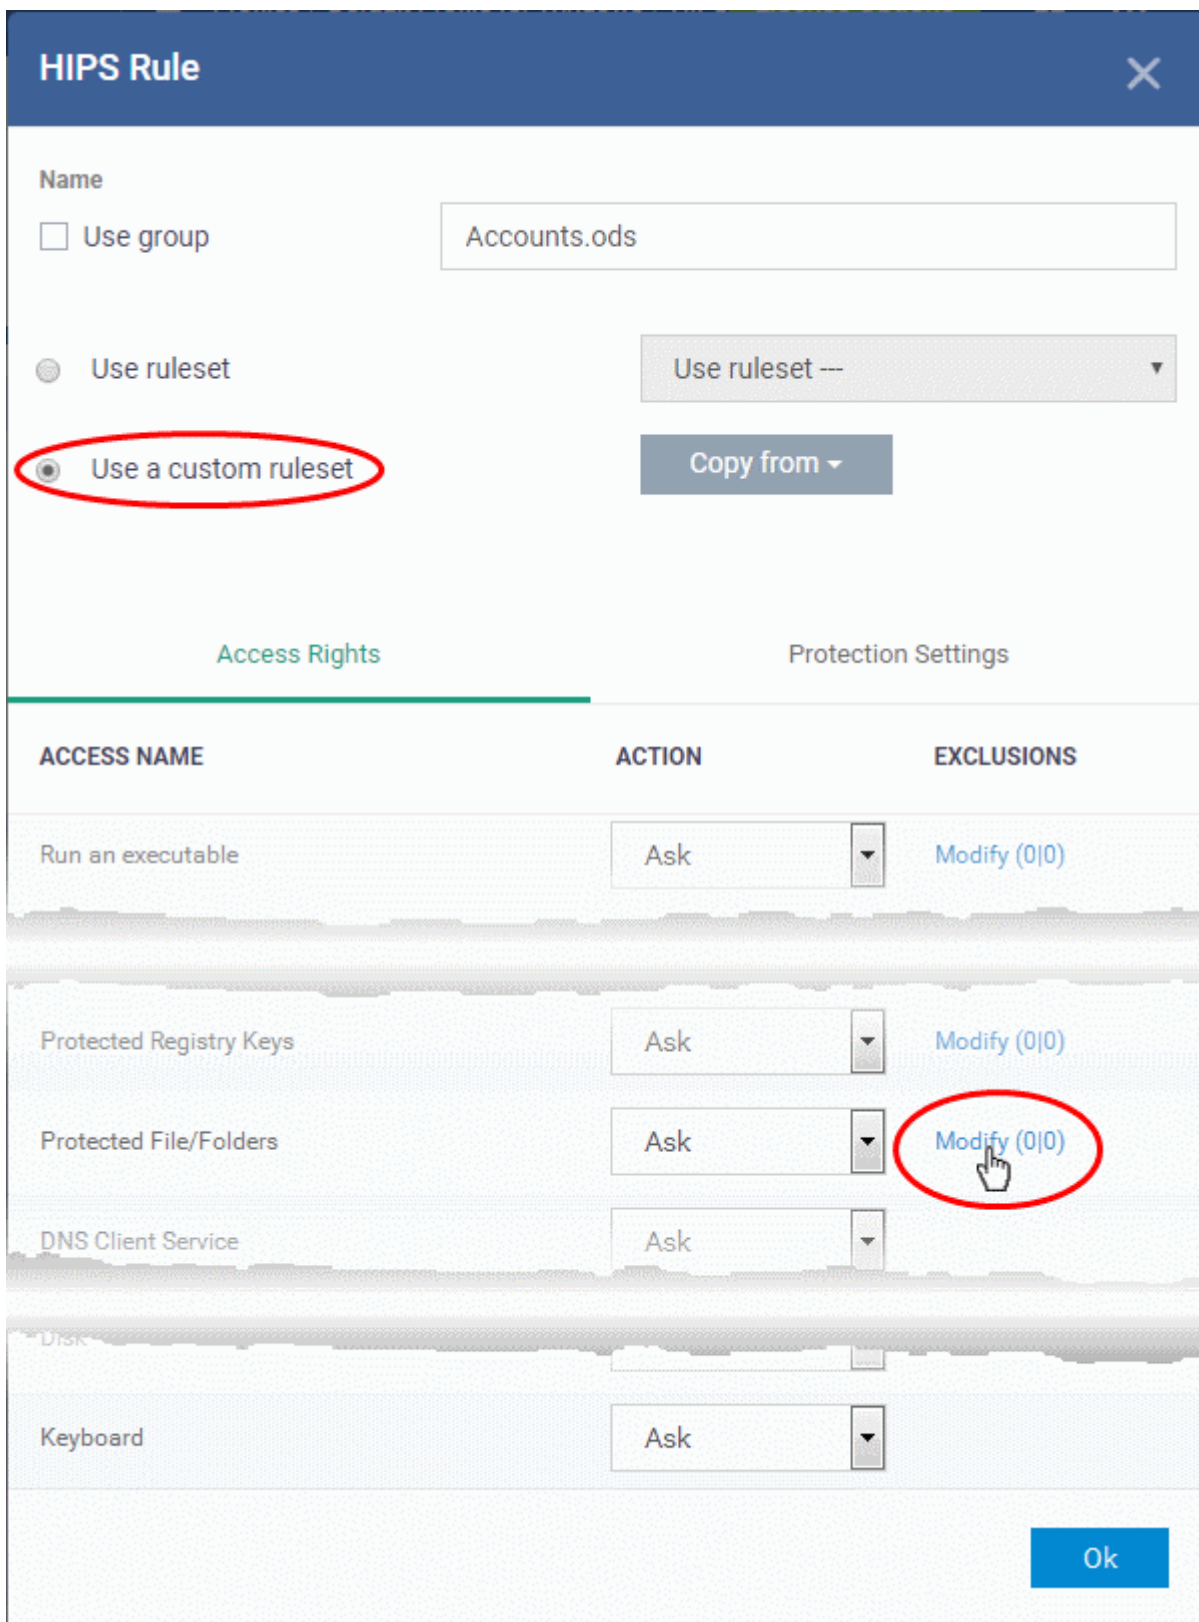 HIPS Rule
Name
Use group
Accounts.ods
Use ruleset
Use ruleset ---
Use a custom ruleset
Copy from
Access Rights
Protection Settings
ACCESS NAME ACTION EXCLUSIONS
Run an executable Ask Modify (0|0)
Protected Registry Keys Ask Modify (0|0)
Protected File/Folders Ask Modify (0|0)
DNS Client Service Ask
Disk
Keyboard Ask
Ok